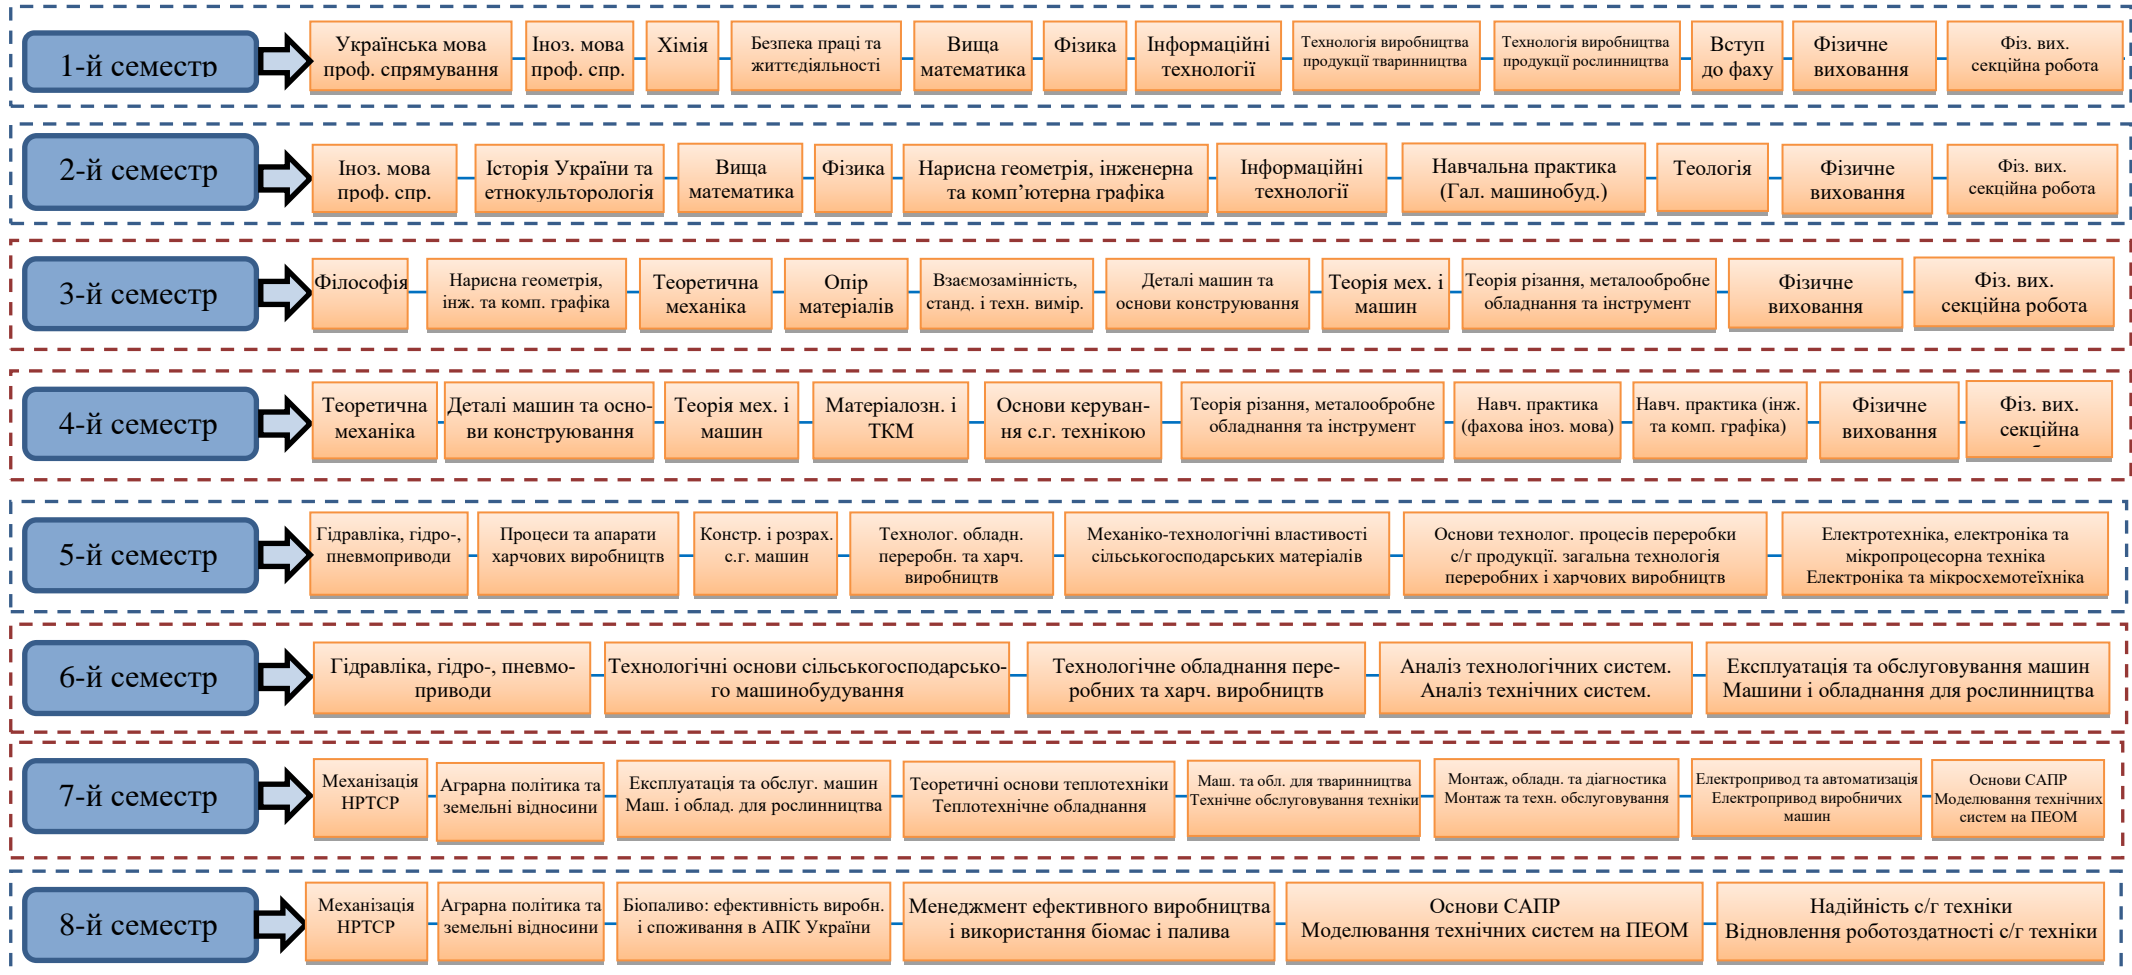 1-й семестр
Українська мова
проф. спрямування
Іноз. мова
проф. спр.
Хімія
Безпека праці та
життєдіяльності
Вища
математика
Фізика
Інформаційні
технології
Технологія виробництва
продукції тваринництва
Технологія виробництва
продукції рослинництва
Вступ
до фаху
Фізичне
виховання
Фіз. вих.
секційна робота
2-й семестр
Іноз. мова
проф. спр.
Історія України та
етнокульторологія
Вища
математика
Фізика
Нарисна геометрія, інженерна
та комп’ютерна графіка
Інформаційні
технології
Навчальна практика
(Гал. машинобуд.)
Теологія
Фізичне
виховання
Фіз. вих.
секційна робота
3-й семестр
Філософія
Нарисна геометрія,
інж. та комп. графіка
Теоретична
механіка
Опір
матеріалів
Взаємозамінність,
станд. і техн. вимір.
Деталі машин та
основи конструювання
Теорія мех. і
машин
Теорія різання, металообробне
обладнання та інструмент
Фізичне
виховання
Фіз. вих.
секційна робота
4-й семестр
Теоретична
механіка
Деталі машин та осно-
ви конструювання
Теорія мех. і
машин
Матеріалозн. і
ТКМ
Основи керуван-
ня с.г. технікою
Теорія різання, металообробне
обладнання та інструмент
Навч. практика
(фахова іноз. мова)
Навч. практика (інж.
та комп. графіка)
Фізичне
виховання
Фіз. вих.
секційна
5-й семестр
Гідравліка, гідро-,
пневмоприводи
Процеси та апарати
харчових виробництв
Констр. і розрах.
с.г. машин
Технолог. обладн.
переробн. та харч.
виробництв
Механіко-технологічні властивості
сільськогосподарських матеріалів
Основи технолог. процесів переробки
с/г продукції. загальна технологія
переробних і харчових виробництв
Електротехніка, електроніка та
мікропроцесорна техніка
Електроніка та мікросхемотеїхніка
6-й семестр
Гідравліка, гідро-, пневмо-
приводи
Технологічні основи сільськогосподарсько-
го машинобудування
Технологічне обладнання пере-
робних та харч. виробництв
Аналіз технологічних систем.
Аналіз технічних систем.
Експлуатація та обслуговування машин
Машини і обладнання для рослинництва
7-й семестр
Механізація
НРТСР
Аграрна політика та
земельні відносини
Експлуатація та обслуг. машин
Маш. і облад. для рослинництва
Теоретичні основи теплотехніки
Теплотехнічне обладнання
Маш. та обл. для тваринництва
Технічне обслуговування техніки
Монтаж, обладн. та діагностика
Монтаж та техн. обслуговування
Електропривод та автоматизація
Електропривод виробничих
машин
Основи САПР
Моделювання технічних
систем на ПЕОМ
8-й семестр
Механізація
НРТСР
Аграрна політика та
земельні відносини
Біопаливо: ефективність виробн.
і споживання в АПК України
Менеджмент ефективного виробництва
і використання біомас і палива
Основи САПР
Моделювання технічних систем на ПЕОМ
Надійність с/г техніки
Відновлення роботоздатності с/г техніки